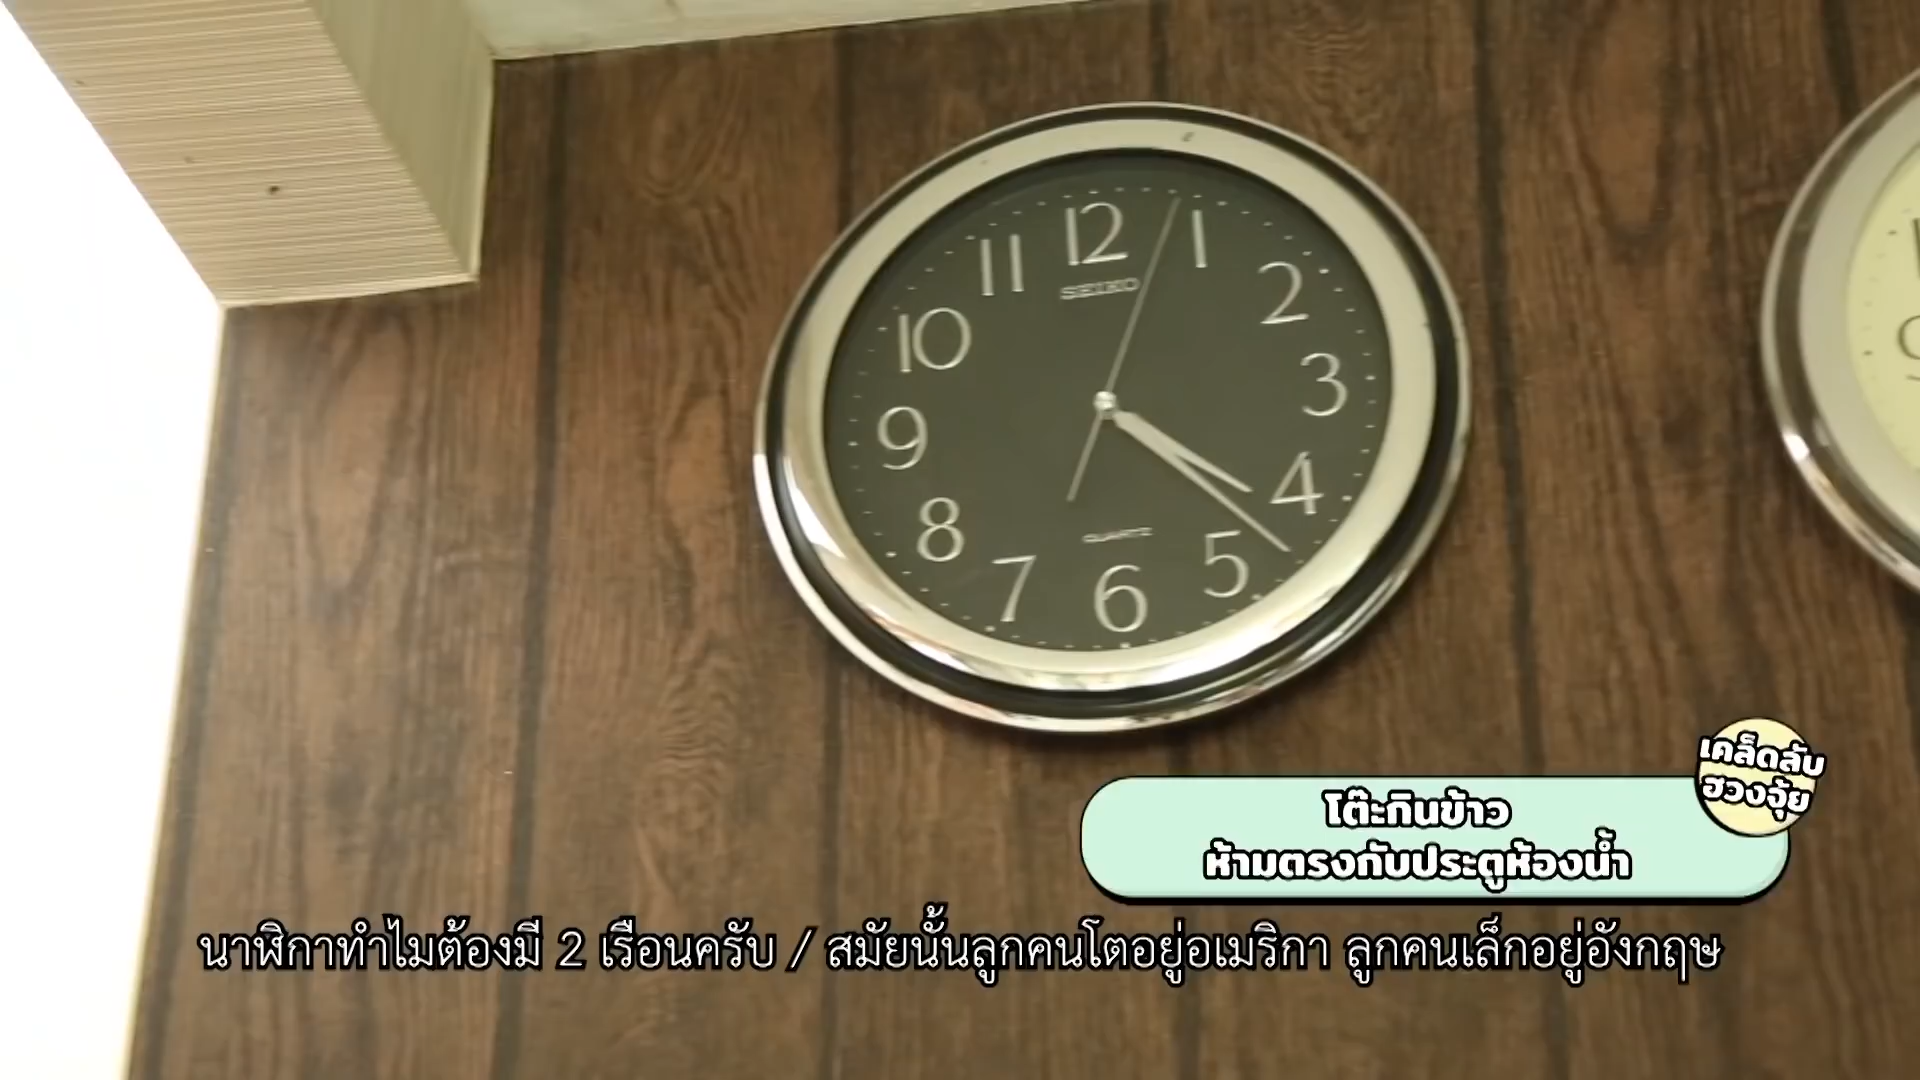 12
1
2
3
4
5
6
7
8
9
10
11
SEIKO
QUARTZ
เคล็ดลับ
ฮวงจุ้ย
โต๊ะกินข้าว
ห้ามตรงกับประตูห้องน้ำ
นาฬิกาทำไมต้องมี 2 เรือนครับ / สมัยนั้นลูกคนโตอยู่อเมริกา ลูกคนเล็กอยู่อังกฤษ